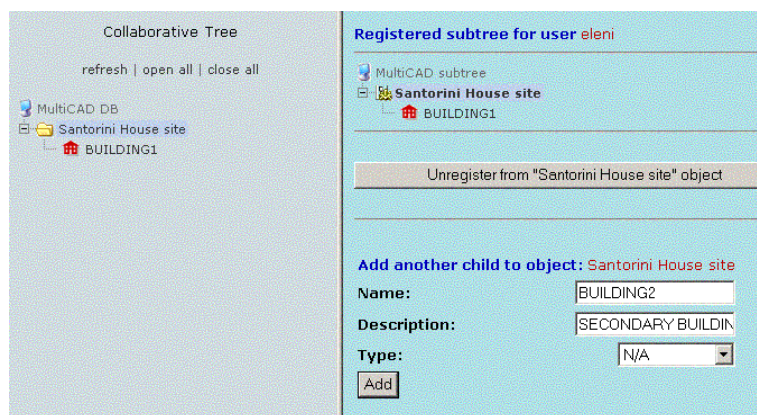 Collaborative Tree
refresh | open all | close all
MultiCAD DB
Santorini House site
BUILDING1
Registered subtree for user eleni
MultiCAD subtree
Santorini House site
BUILDING1
Unregister from "Santorini House site" object
Add another child to object: Santorini House site
Name: BUILDING2
Description: SECONDARY BUILDIN
Type: N/A
Add